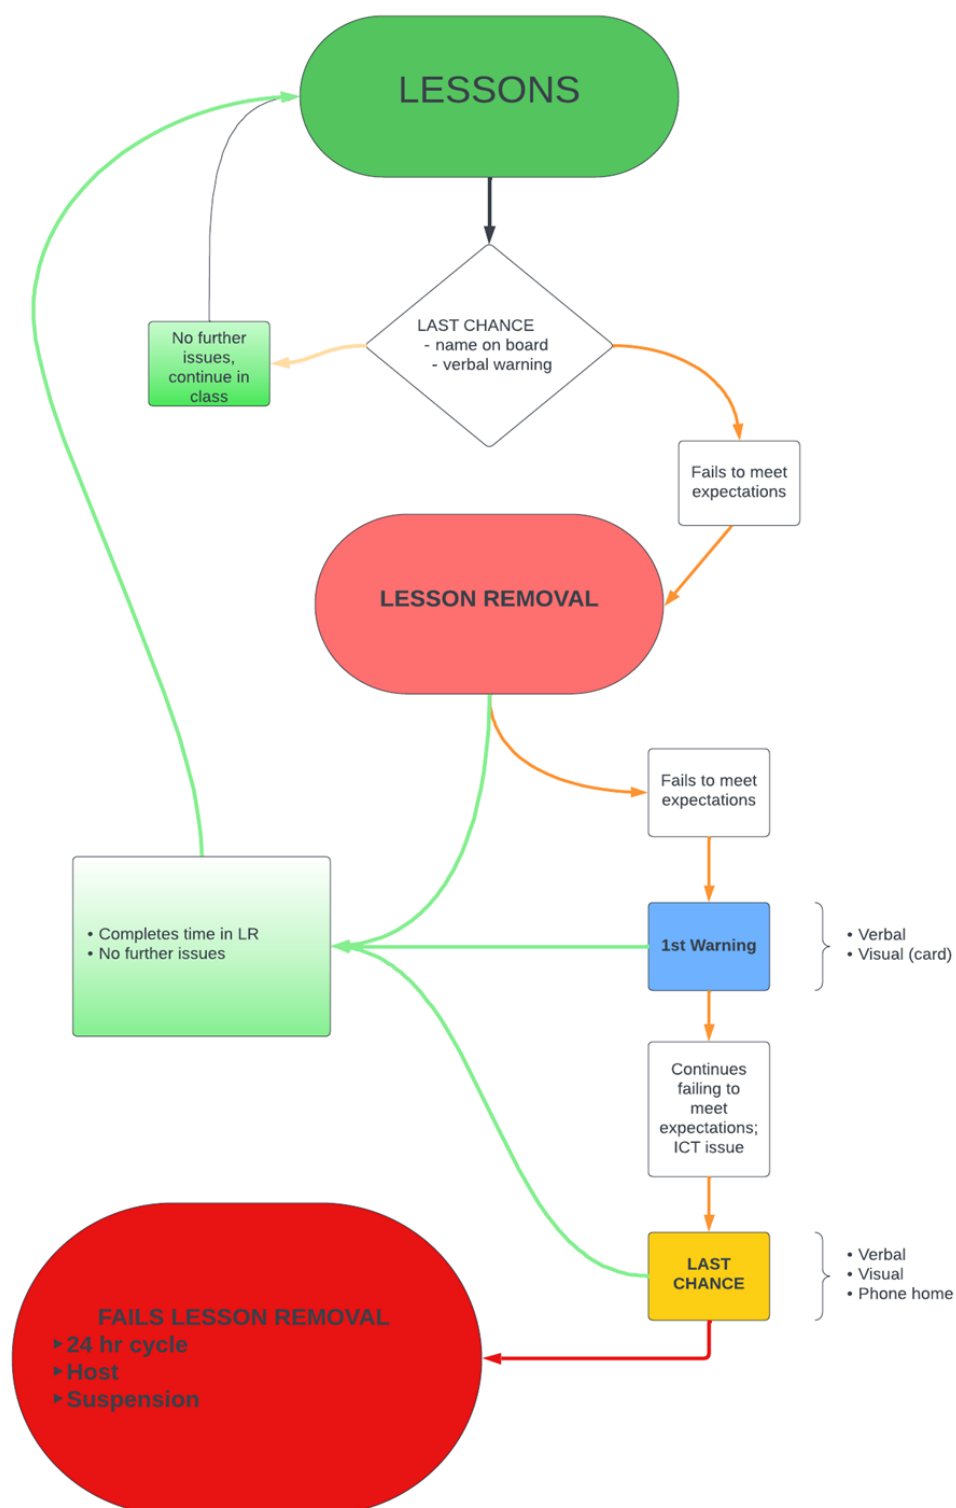 LESSONS
LAST CHANCE
- name on board
- verbal warning
No further
issues,
continue in
class
Fails to meet
expectations
LESSON REMOVAL
Fails to meet
expectations
• Completes time in LR
• No further issues
1st Warning
• Verbal
• Visual (card)
Continues
failing to
meet
expectations;
ICT issue
LAST
CHANCE
• Verbal
• Visual
• Phone home
FAILS LESSON REMOVAL
‣24 hr cycle
‣Host
‣Suspension